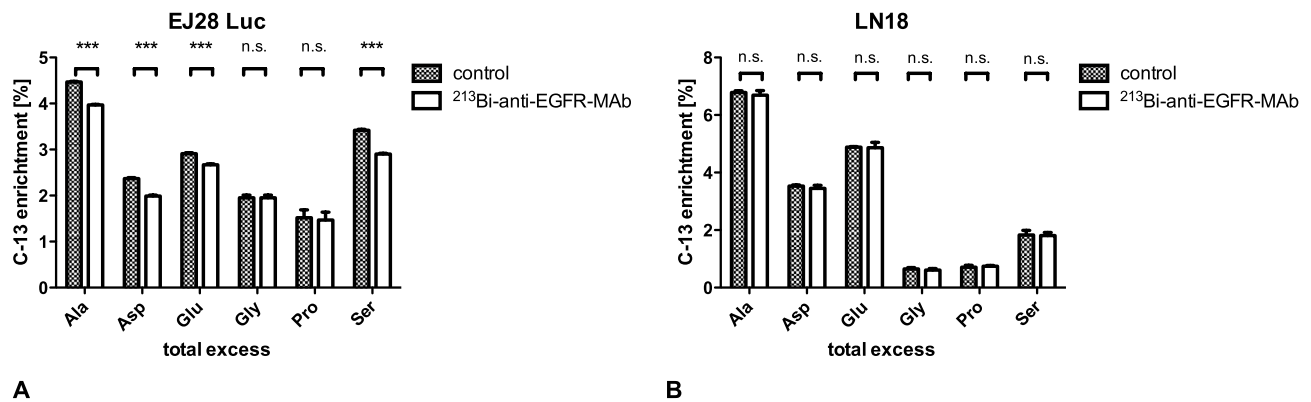 EJ28 Luc
*** *** *** n.s. n.s. ***
C-13 enrichtment [%]
5
4
3
2
1
0
Ala Asp Glu Gly Pro Ser
total excess
control
²¹³Bi-anti-EGFR-MAb
A
LN18
n.s. n.s. n.s. n.s. n.s. n.s.
C-13 enrichtment [%]
8
6
4
2
0
Ala Asp Glu Gly Pro Ser
total excess
control
²¹³Bi-anti-EGFR-MAb
B